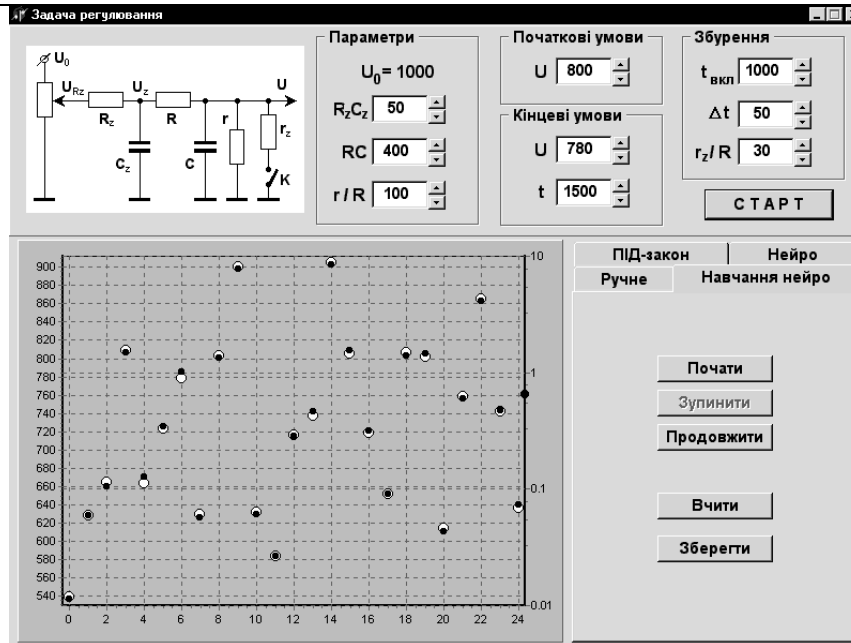 Задача регулювання
U0
URz
Uz
U
Rz
R
r
rz
Cz
C
K
Параметри
U0= 1000
RzCz 50
RC 400
r / R 100
Початкові умови
U 800
Кінцеві умови
U 780
t 1500
Збурення
tвкл 1000
Δt 50
rz/ R 30
СТАРТ
900
880
860
840
820
800
780
760
740
720
700
680
660
640
620
600
580
560
540
10
1
0.1
0.01
0 2 4 6 8 10 12 14 16 18 20 22 24
ПІД-закон Нейро
Ручне Навчання нейро
Почати
Зупинити
Продовжити
Вчити
Зберегти